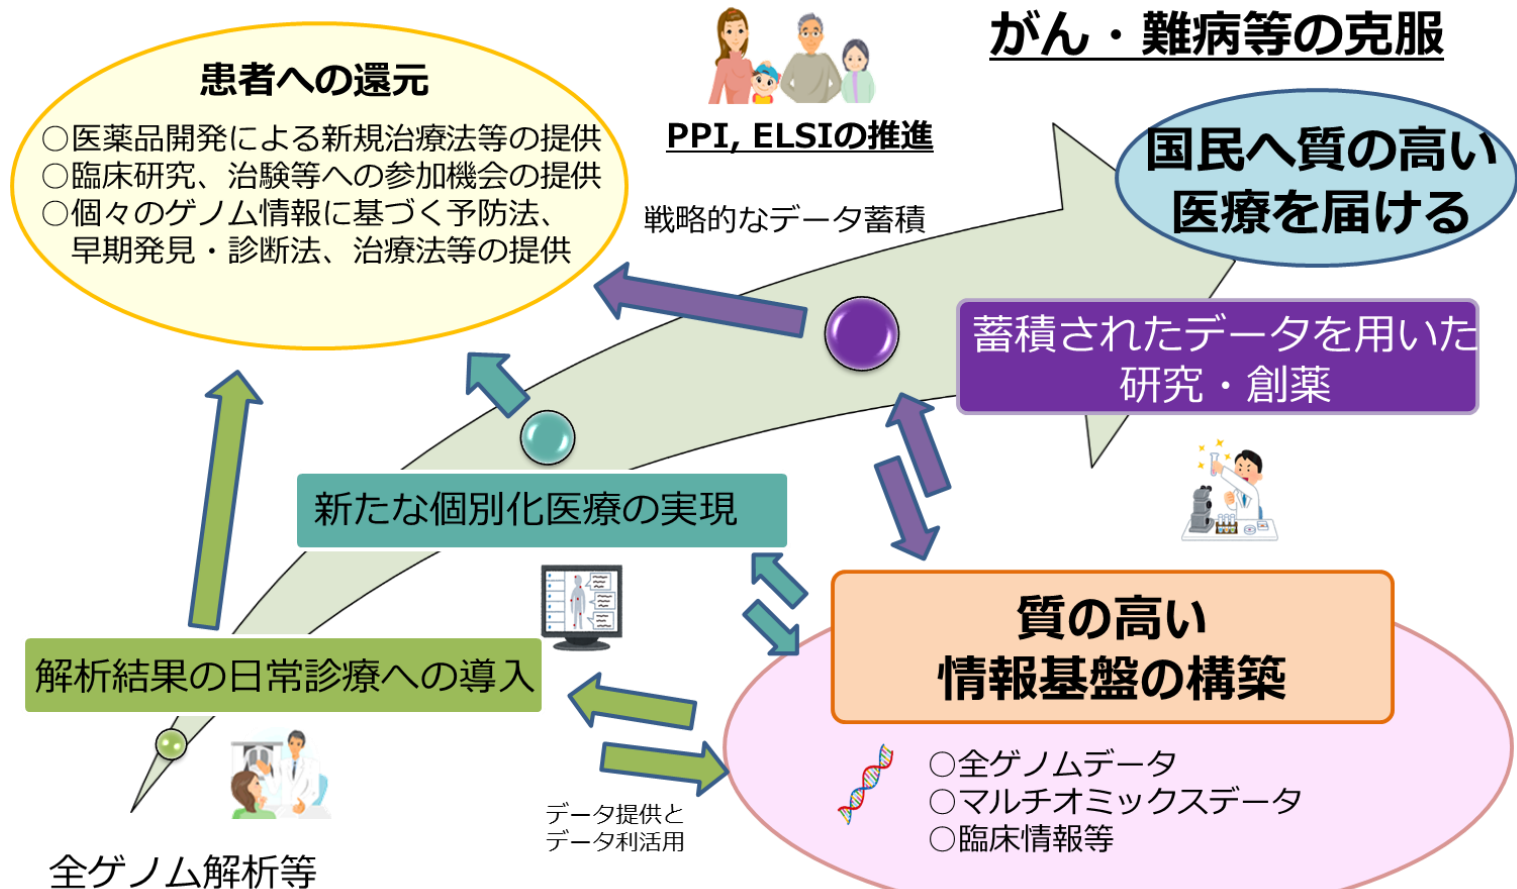 がん・難病等の克服
患者への還元
○医薬品開発による新規治療法等の提供
○臨床研究、治験等への参加機会の提供
○個々のゲノム情報に基づく予防法、
早期発見・診断法、治療法等の提供
PPI, ELSIの推進
国民へ質の高い
医療を届ける
戦略的なデータ蓄積
蓄積されたデータを用いた
研究・創薬
新たな個別化医療の実現
質の高い
情報基盤の構築
解析結果の日常診療への導入
○全ゲノムデータ
○マルチオミックスデータ
○臨床情報等
データ提供と
データ利活用
全ゲノム解析等